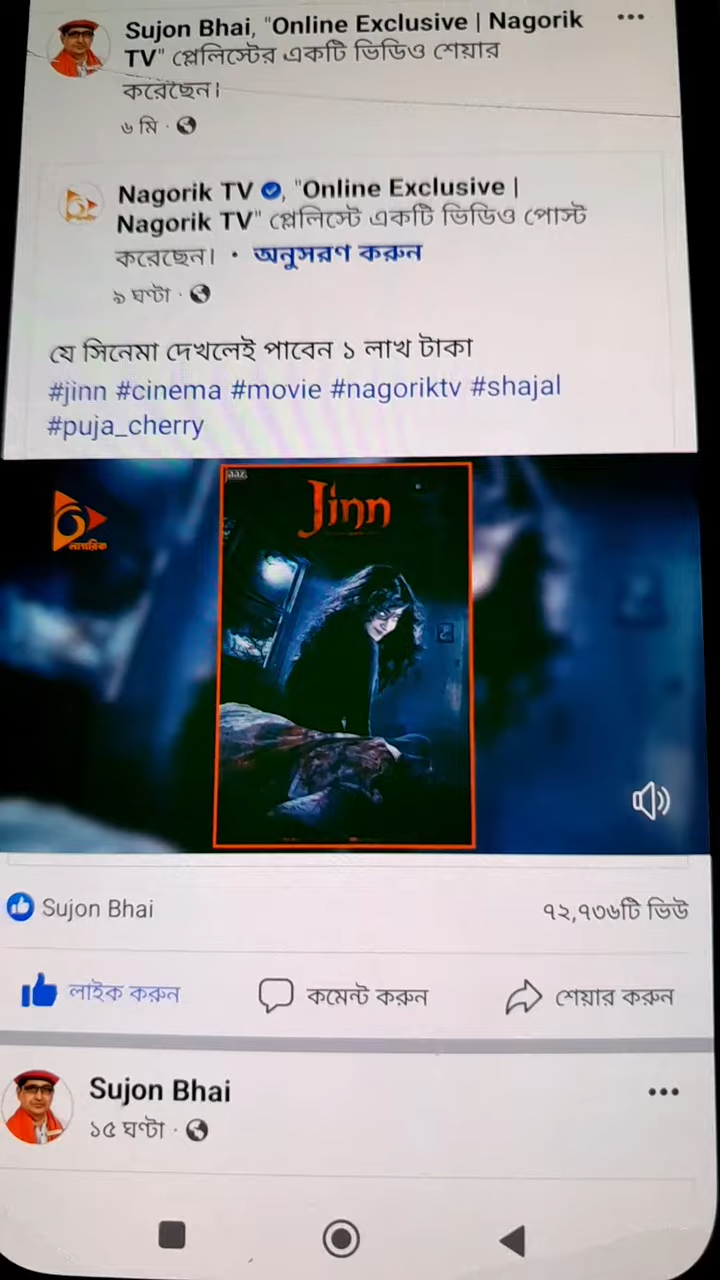 Sujon Bhai, "Online Exclusive | Nagorik
TV" প্লেলিস্টের একটি ভিডিও শেয়ার
করেছেন।
৬ মি ·
Nagorik TV, "Online Exclusive |
Nagorik TV" প্লেলিস্টে একটি ভিডিও পোস্ট
করেছেন। • অনুসরণ করুন
৯ ঘণ্টা ·
যে সিনেমা দেখলেই পাবেন ১ লাখ টাকা
#jinn #cinema #movie #nagoriktv #shajal
#puja_cherry
jaaz
Jinn
নাগরিক
Sujon Bhai
৭২,৭৩৬টি ভিউ
লাইক করুন
কমেন্ট করুন
শেয়ার করুন
Sujon Bhai
১৫ ঘণ্টা ·